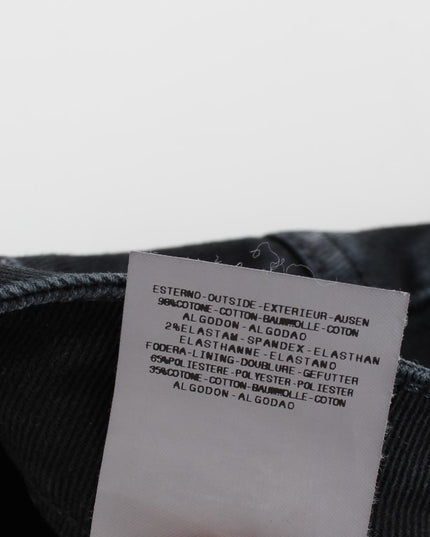 ESTERNO-OUTSIDE-EXTERIEUR-AUSEN
98%COTONE-COTTON-BAUMWOLLE-COTON
ALGODON-ALGODAO
2%ELASTAM-SPANDEX-ELASTHAN
ELASTHANNE-ELASTANO
FODERA-LINING-DOUBLURE-GEFUTTER
65%POLIESTERE-POLYESTER-POLIESTER
35%COTONE-COTTON-BAUMWOLLE-COTON
ALGODON-ALGODAO